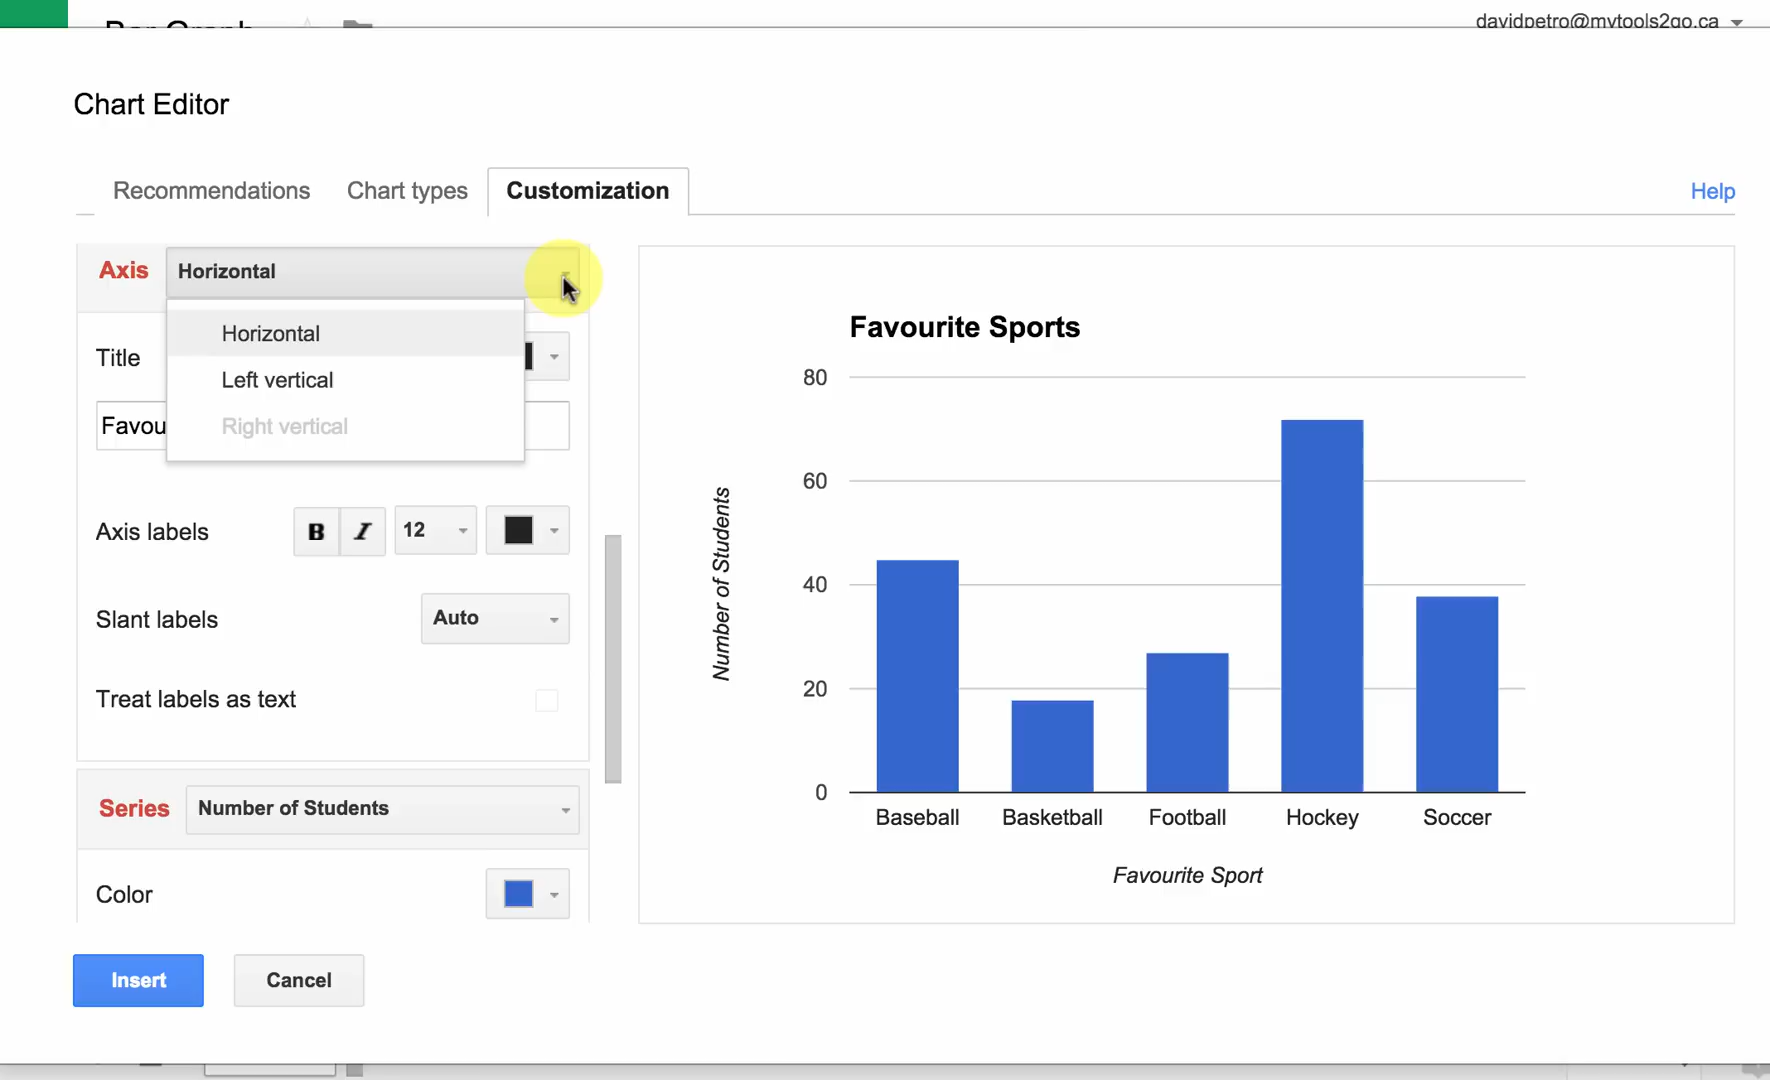 Bar Graph
davidpetro@mytools2go.ca
Chart Editor
Recommendations
Chart types
Customization
Help
Axis
Horizontal
Horizontal
Left vertical
Right vertical
Title
Favou
Axis labels
B
I
12
Slant labels
Auto
Treat labels as text
Series
Number of Students
Color
Insert
Cancel
Favourite Sports
80
60
40
20
0
Number of Students
Baseball
Basketball
Football
Hockey
Soccer
Favourite Sport